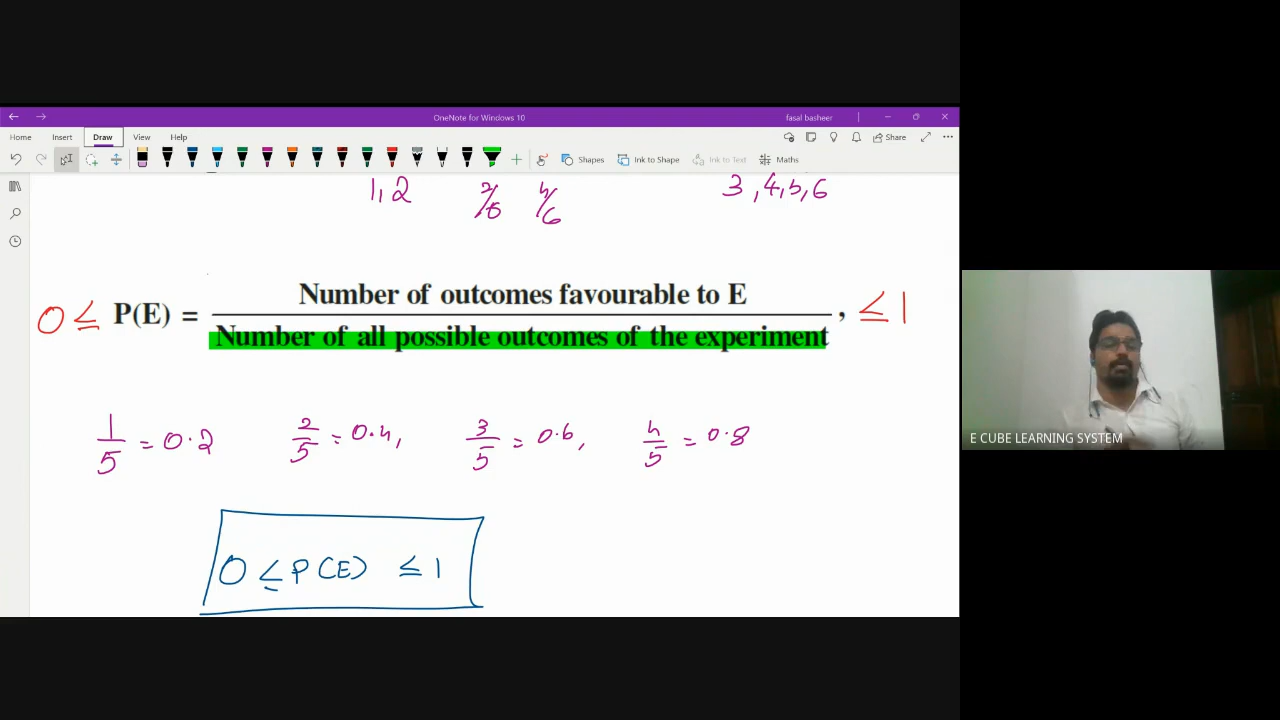 OneNote for Windows 10
fasal basheer
Home Insert Draw View Help
Share
Shapes Ink to Shape Ink to Text Maths
1,2 4/6 3,4,5,6
0 ≤ P(E) = Number of outcomes favourable to E / Number of all possible outcomes of the experiment , ≤ 1
1/5 = 0.2 2/5 = 0.4, 3/5 = 0.6, 4/5 = 0.8
0 ≤ P(E) ≤ 1
E CUBE LEARNING SYSTEM